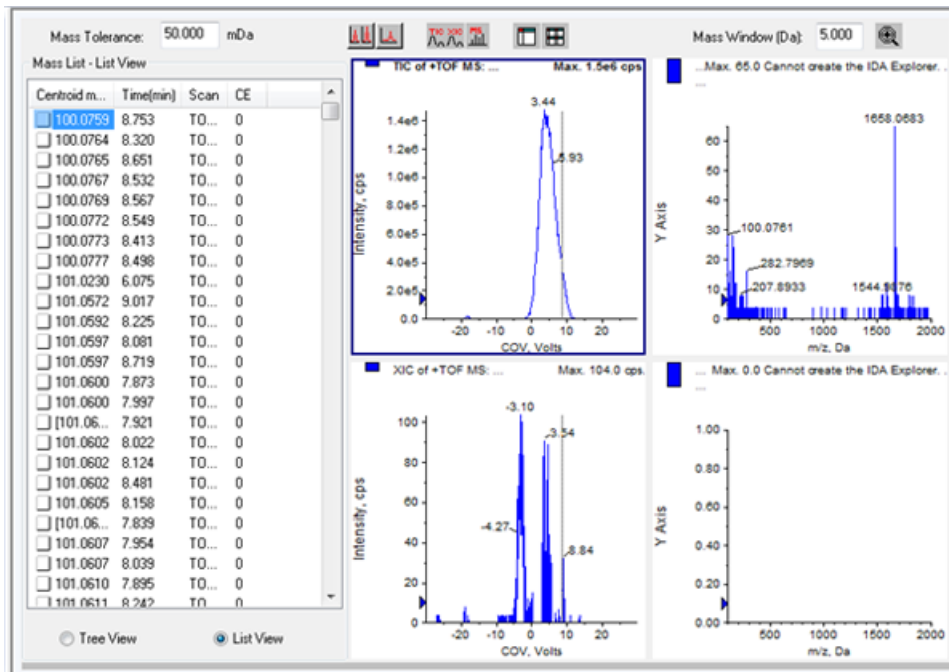 Mass Tolerance: 50.000 mDa
Mass Window (Da): 5.000
Mass List - List View
Centroid m... Time(min) Scan CE
100.0759 8.753 TO... 0
100.0764 8.320 TO... 0
100.0765 8.651 TO... 0
100.0767 8.532 TO... 0
100.0769 8.567 TO... 0
100.0772 8.549 TO... 0
100.0773 8.413 TO... 0
100.0777 8.498 TO... 0
101.0230 6.075 TO... 0
101.0572 9.017 TO... 0
101.0592 8.225 TO... 0
101.0597 8.081 TO... 0
101.0597 8.719 TO... 0
101.0600 7.873 TO... 0
101.0600 7.997 TO... 0
[101.06... 7.921 TO... 0
101.0602 8.022 TO... 0
101.0602 8.124 TO... 0
101.0602 8.481 TO... 0
101.0605 8.158 TO... 0
[101.06... 7.839 TO... 0
101.0607 7.954 TO... 0
101.0607 8.039 TO... 0
101.0610 7.895 TO... 0
101.0611 8.242 TO... 0
Tree View
List View
TIC XIC
TIC of +TOF MS: ... Max. 1.5e6 cps
3.44
5.93
Intensity, cps
1.4e6
1.2e6
1.0e6
8.0e5
6.0e5
4.0e5
2.0e5
0.0
-20 -10 0 10 20
COV, Volts
...Max. 65.0 Cannot create the IDA Explorer. ...
...
1658.0683
100.0761
282.7969
207.8933
Y Axis
60
50
40
30
20
10
0
500 1000 1500 2000
m/z, Da
XIC of +TOF MS: ... Max. 104.0 cps.
-3.10
3.54
-4.27
8.84
Intensity, cps
100
80
60
40
20
0
-20 -10 0 10 20
COV, Volts
... Max. 0.0 Cannot create the IDA Explorer. ...
...
Y Axis
1.00
0.80
0.60
0.40
0.20
0.00
500 1000 1500 2000
m/z, Da